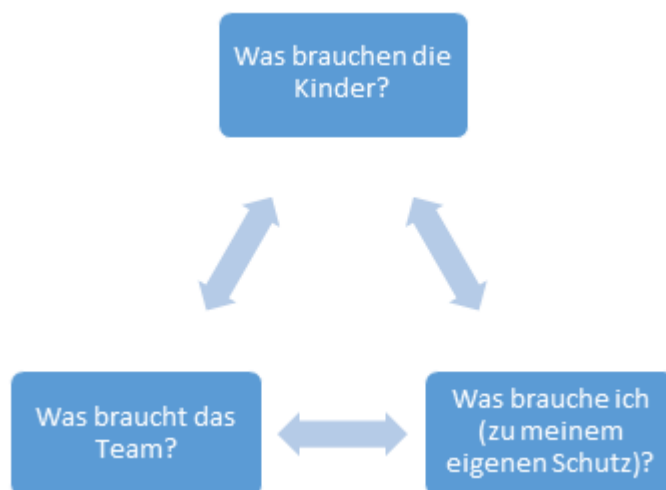 Was brauchen die
Kinder?
Was braucht das
Team?
Was brauche ich
(zu meinem
eigenen Schutz)?